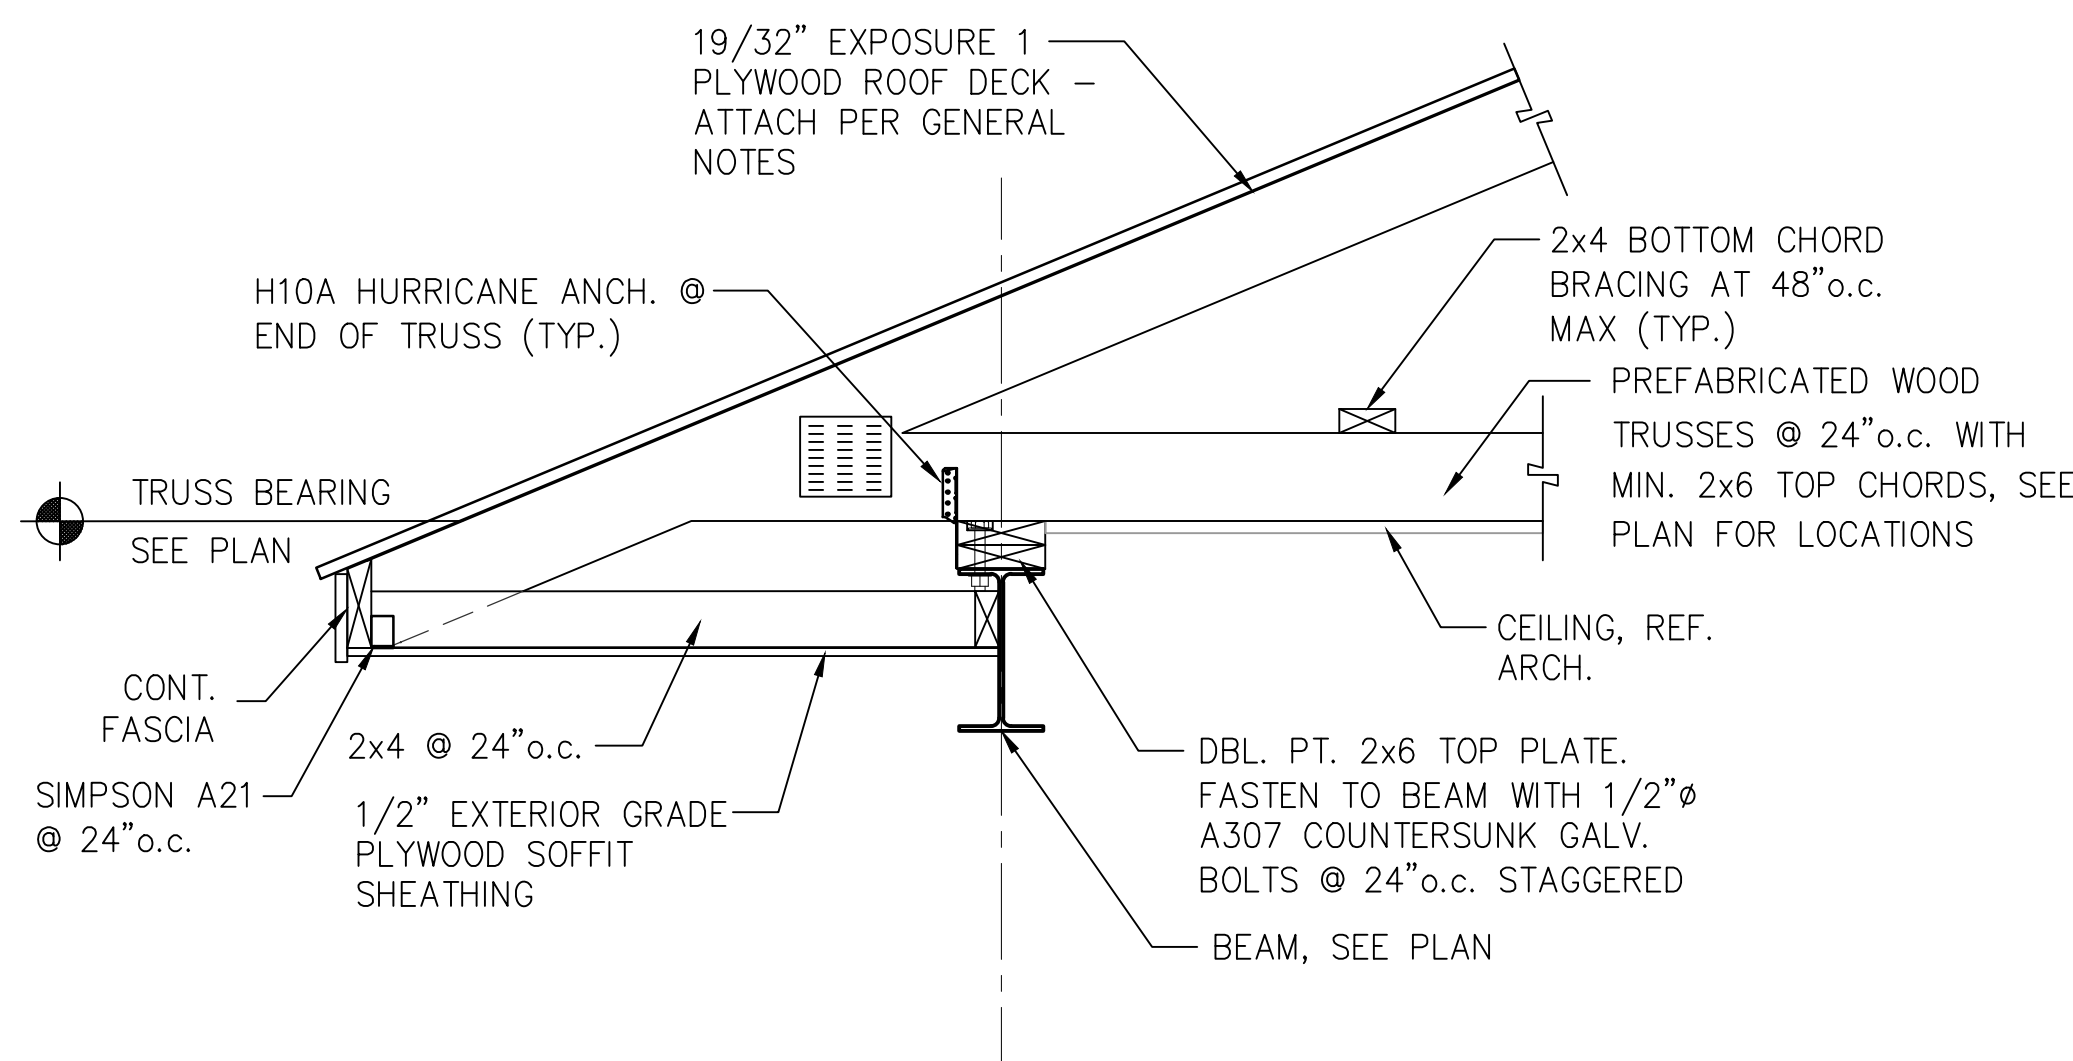 19/32” EXPOSURE 1
PLYWOOD ROOF DECK –
ATTACH PER GENERAL
NOTES
2x4 BOTTOM CHORD
BRACING AT 48”o.c.
MAX (TYP.)
H10A HURRICANE ANCH. @
END OF TRUSS (TYP.)
PREFABRICATED WOOD
TRUSSES @ 24”o.c. WITH
MIN. 2x6 TOP CHORDS, SEE
PLAN FOR LOCATIONS
TRUSS BEARING
SEE PLAN
CEILING, REF.
ARCH.
CONT.
FASCIA
SIMPSON A21
@ 24”o.c.
2x4 @ 24”o.c.
1/2” EXTERIOR GRADE
PLYWOOD SOFFIT
SHEATHING
DBL. PT. 2x6 TOP PLATE.
FASTEN TO BEAM WITH 1/2”ø
A307 COUNTERSUNK GALV.
BOLTS @ 24”o.c. STAGGERED
BEAM, SEE PLAN